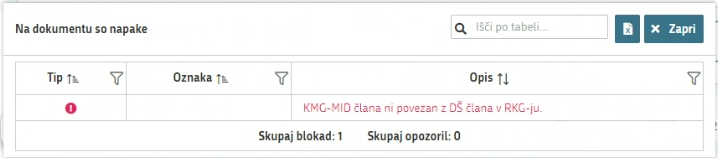 Na dokumentu so napake
Išči po tabeli...
Zapri
Tip
Oznaka
Opis
KMG-MID člana ni povezan z DŠ člana v RKG-ju.
Skupaj blokad: 1 Skupaj opozoril: 0